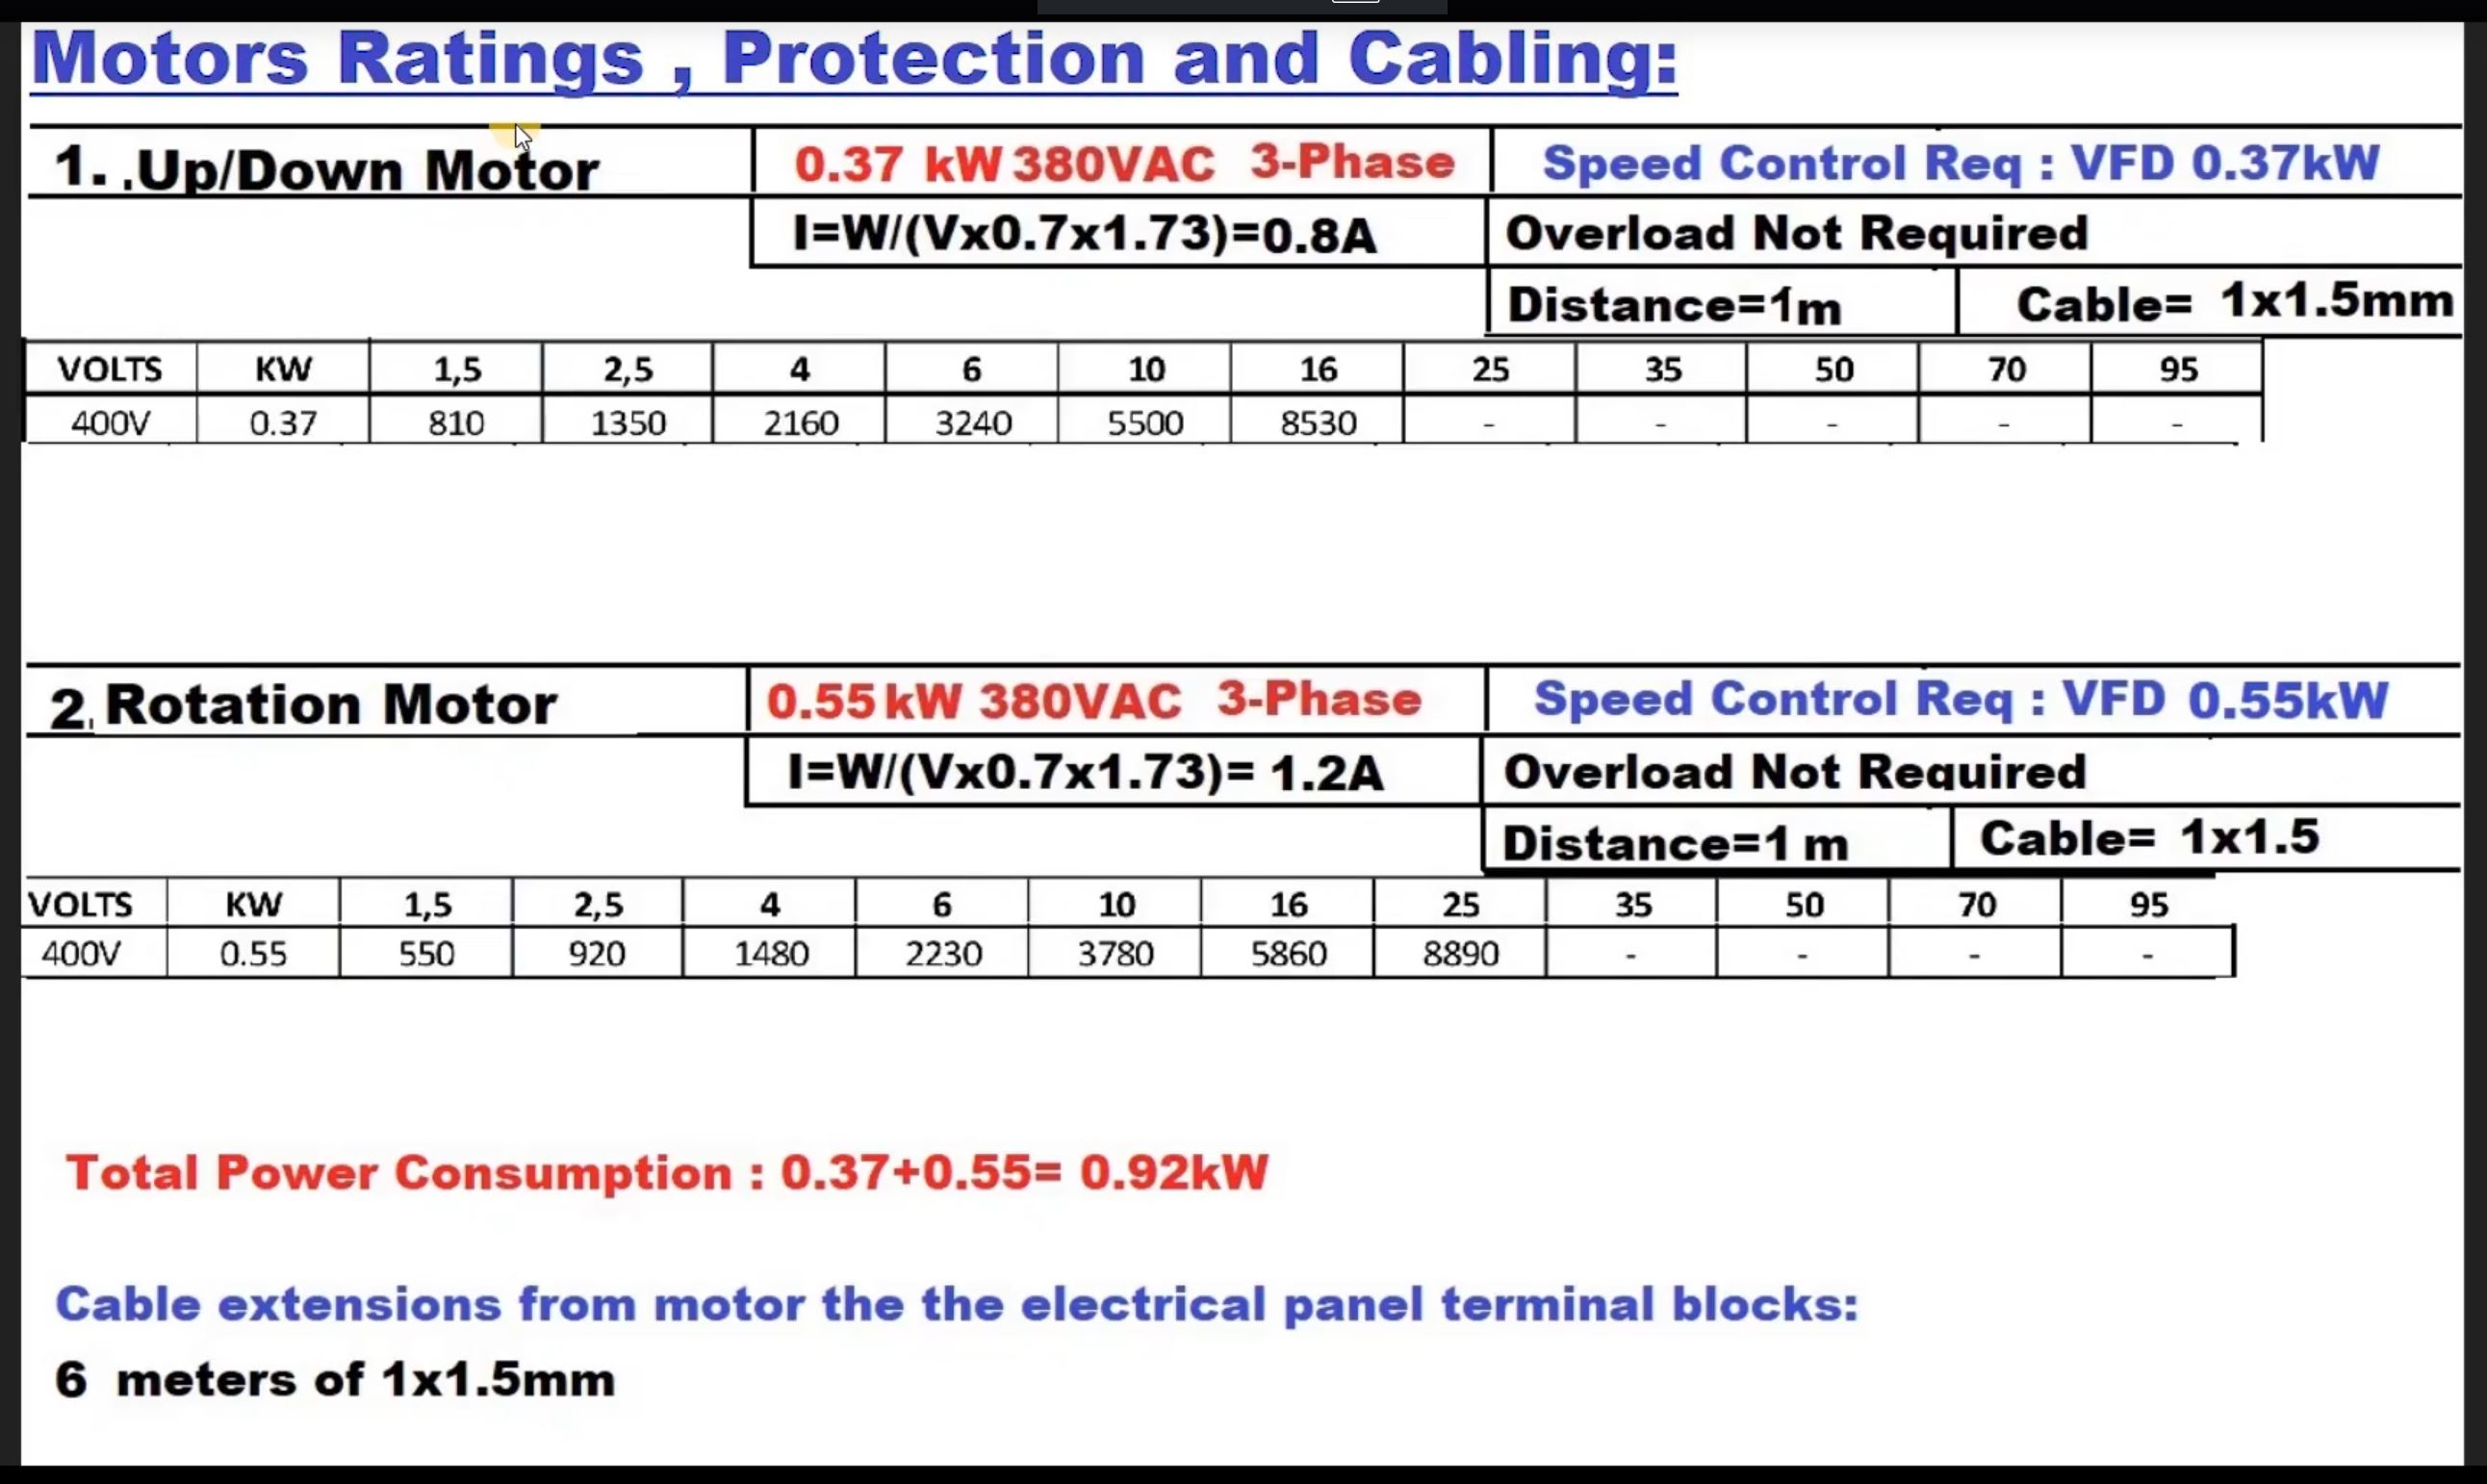 Motors Ratings , Protection and Cabling:
1. .Up/Down Motor 0.37 kW 380VAC 3-Phase Speed Control Req : VFD 0.37kW
I=W/(Vx0.7x1.73)=0.8A Overload Not Required
Distance=1m Cable= 1x1.5mm
VOLTS KW 1,5 2,5 4 6 10 16 25 35 50 70 95
400V 0.37 810 1350 2160 3240 5500 8530 - - - - -
2. Rotation Motor 0.55 kW 380VAC 3-Phase Speed Control Req : VFD 0.55kW
I=W/(Vx0.7x1.73)= 1.2A Overload Not Required
Distance=1 m Cable= 1x1.5
VOLTS KW 1,5 2,5 4 6 10 16 25 35 50 70 95
400V 0.55 550 920 1480 2230 3780 5860 8890 - - - -
Total Power Consumption : 0.37+0.55= 0.92kW
Cable extensions from motor the the electrical panel terminal blocks:
6 meters of 1x1.5mm